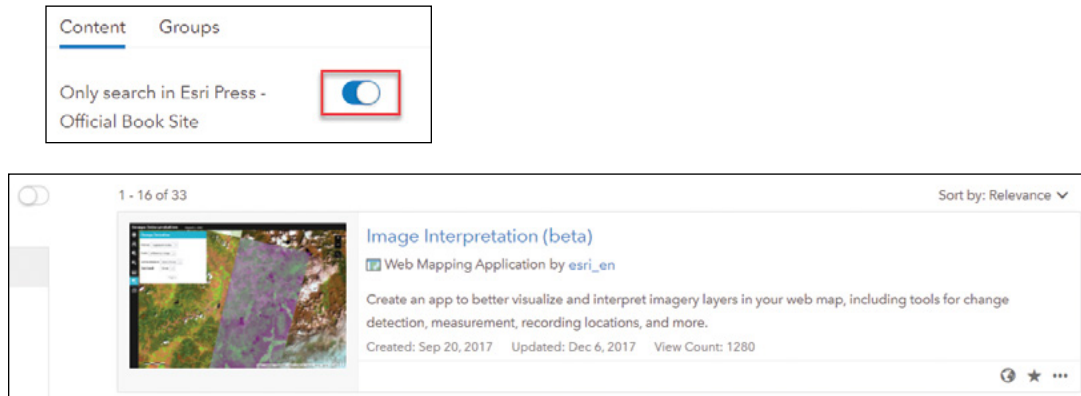 Content Groups
Only search in Esri Press -
Official Book Site
1 - 16 of 33 Sort by: Relevance
Image Interpretation (beta)
Web Mapping Application by esri_en
Create an app to better visualize and interpret imagery layers in your web map, including tools for change
detection, measurement, recording locations, and more.
Created: Sep 20, 2017 Updated: Dec 6, 2017 View Count: 1280